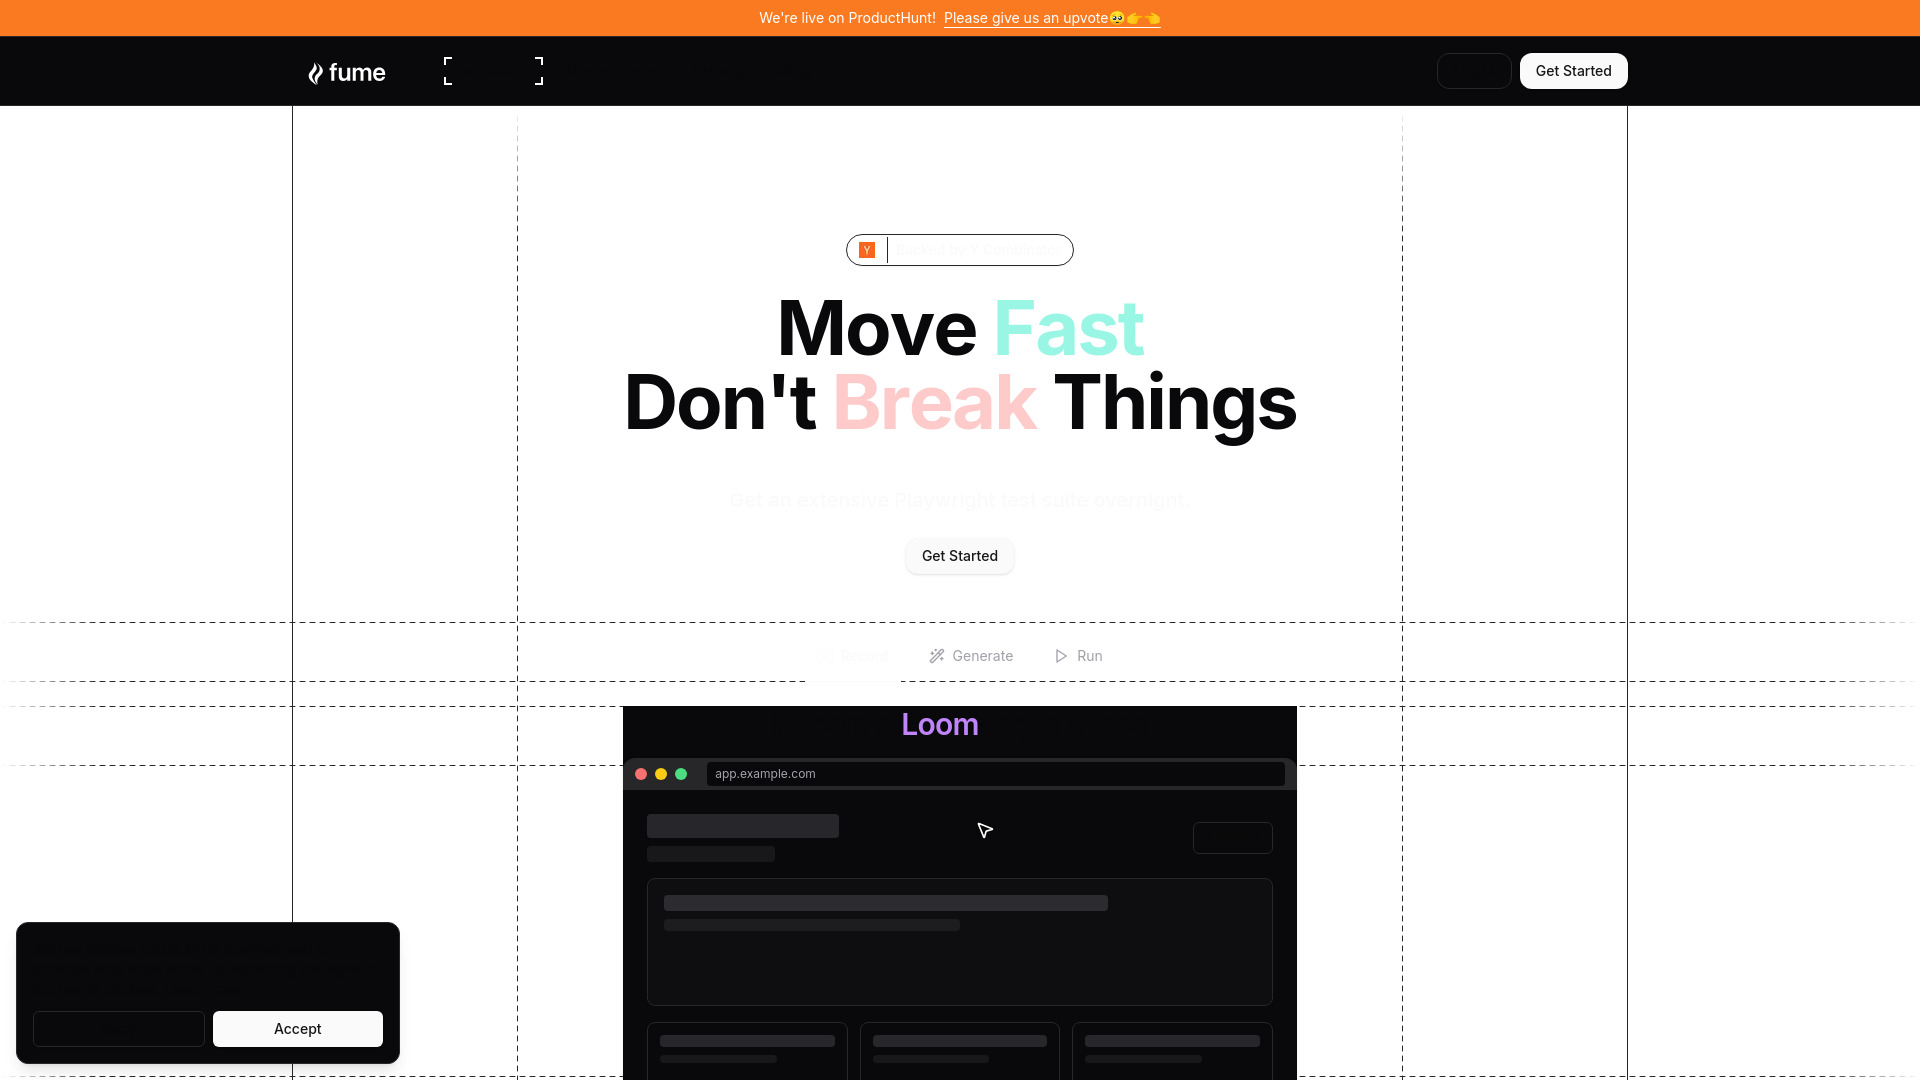 We're live on ProductHunt! Please give us an upvote🥺👉👈
fume
Get Started
Y
Backed by Y Combinator
Move Fast
Don't Break Things
Get an extensive Playwright test suite overnight.
Get Started
Record
Generate
Run
Loom
app.example.com
Accept